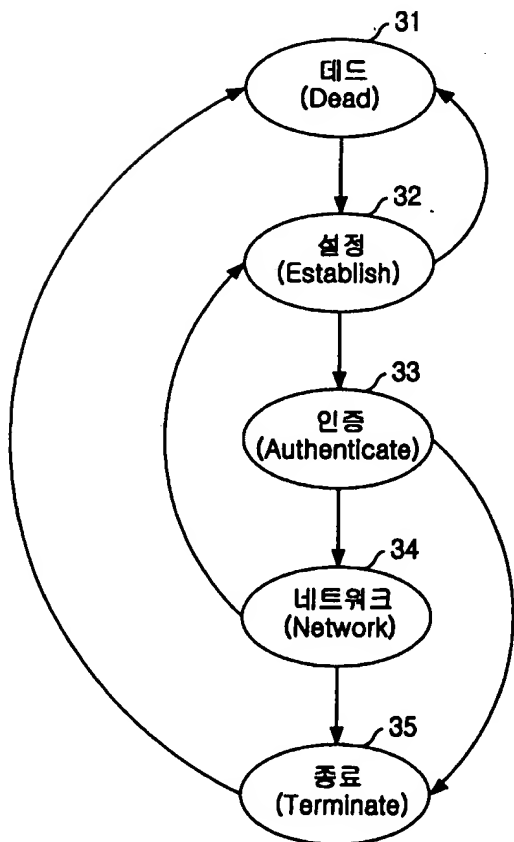 31
데드
(Dead)
32
설정
(Establish)
33
인증
(Authenticate)
34
네트워크
(Network)
35
종료
(Terminate)